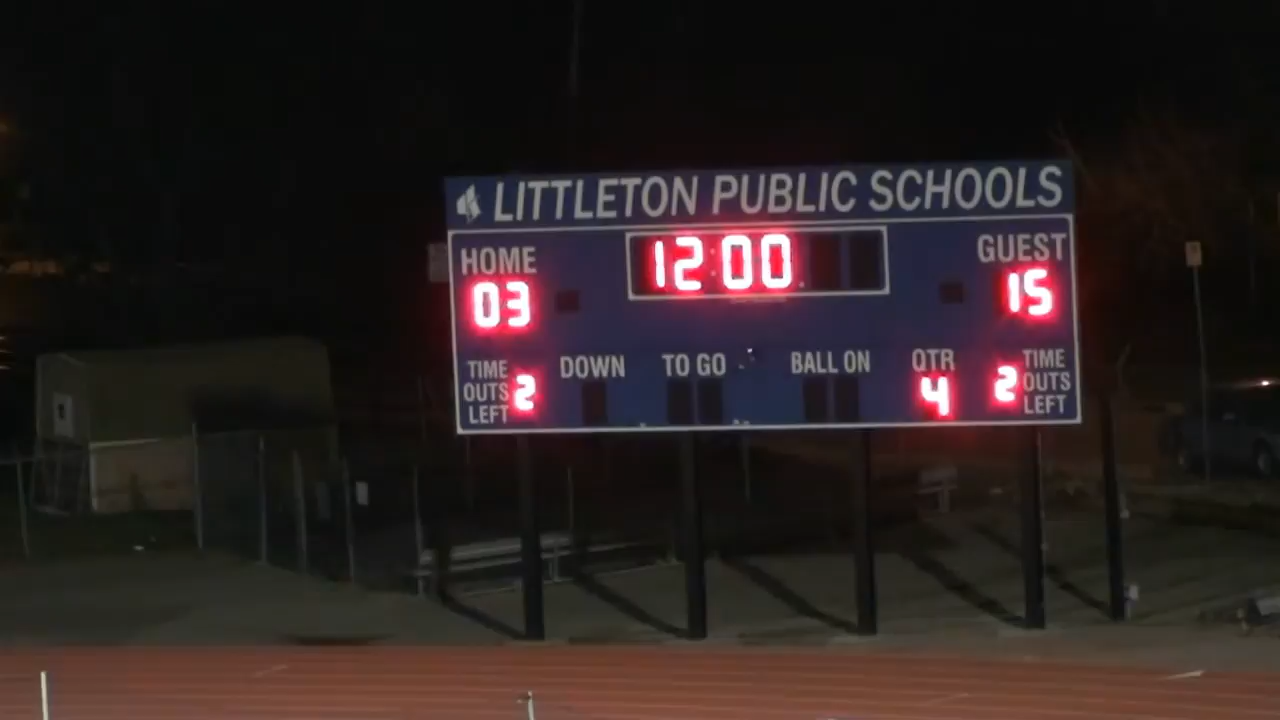 LITTLETON PUBLIC SCHOOLS
HOME 12:00 GUEST
03 15
TIME OUTS LEFT 2 DOWN TO GO BALL ON QTR 4 2 TIME OUTS LEFT